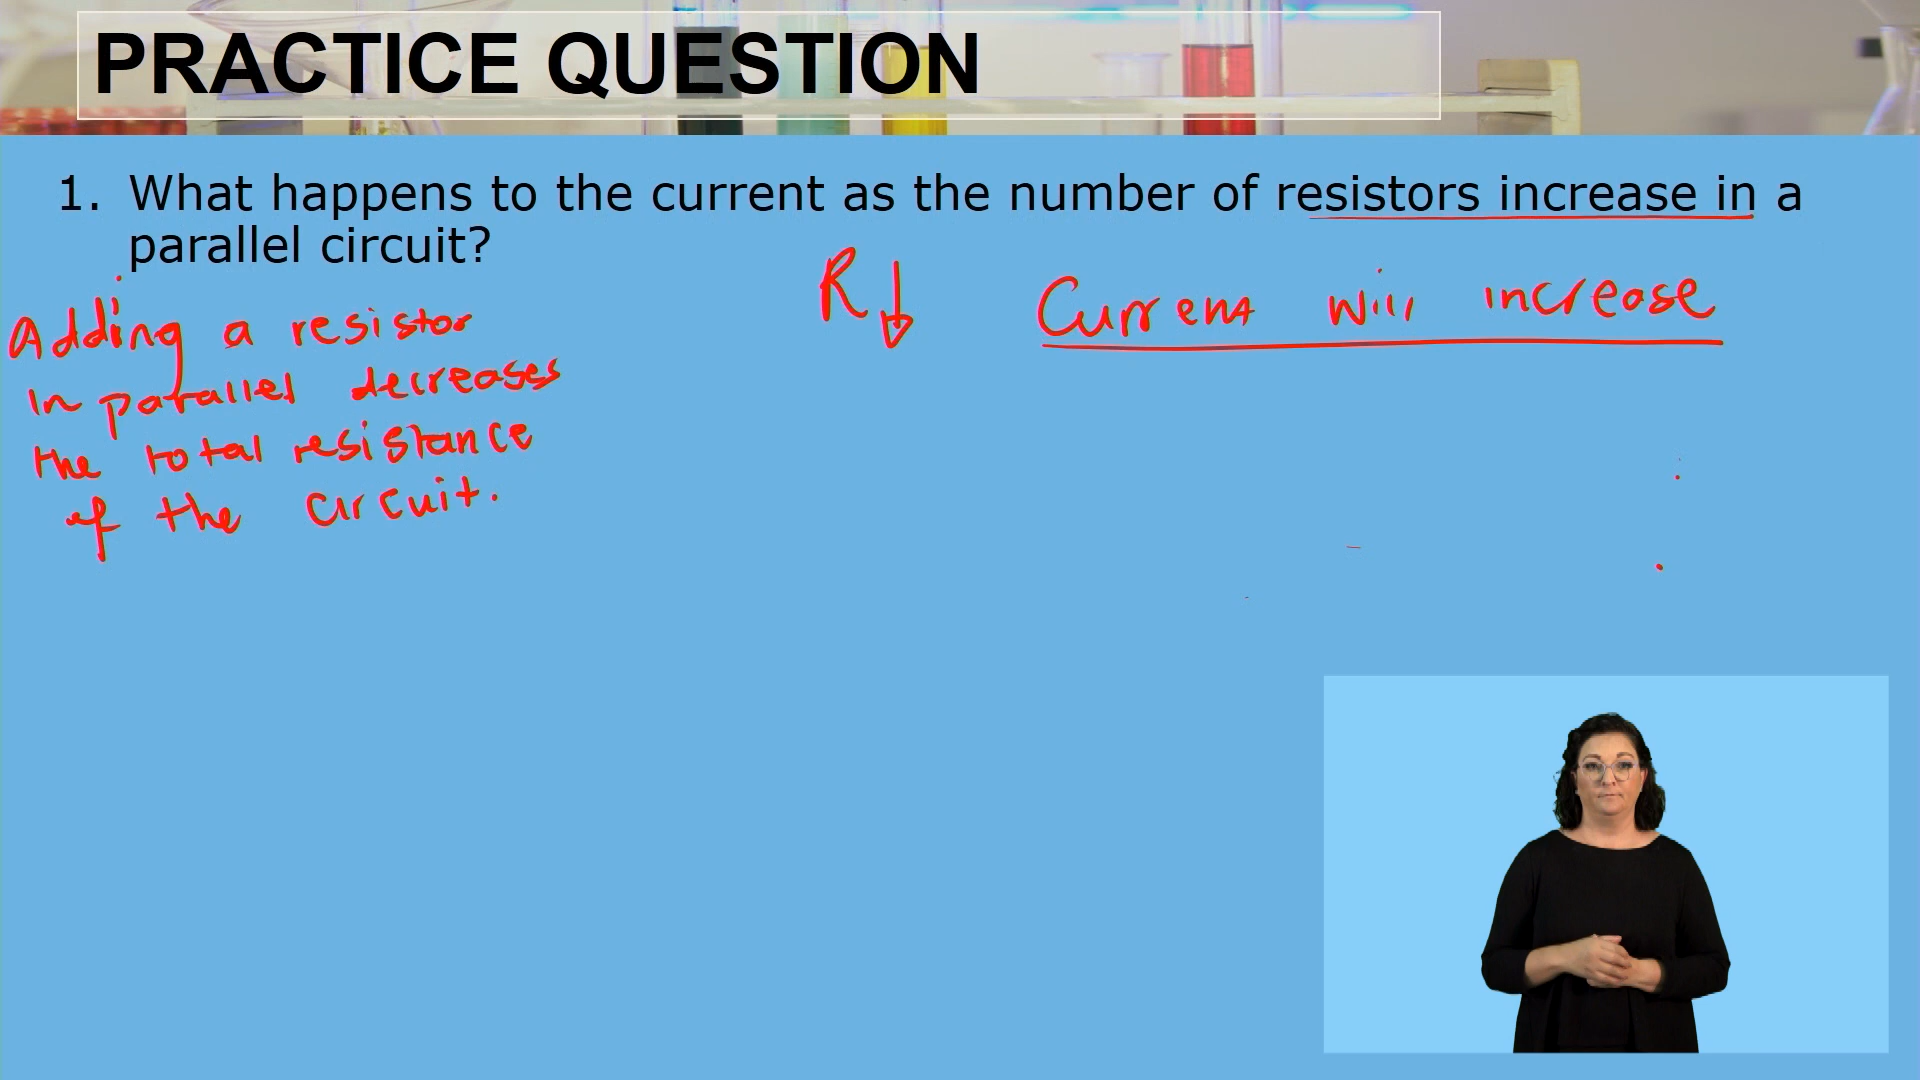 PRACTICE QUESTION
1. What happens to the current as the number of resistors increase in a
parallel circuit?
R↓ Current will increase
Adding a resistor
in parallel decreases
the total resistance
of the circuit.